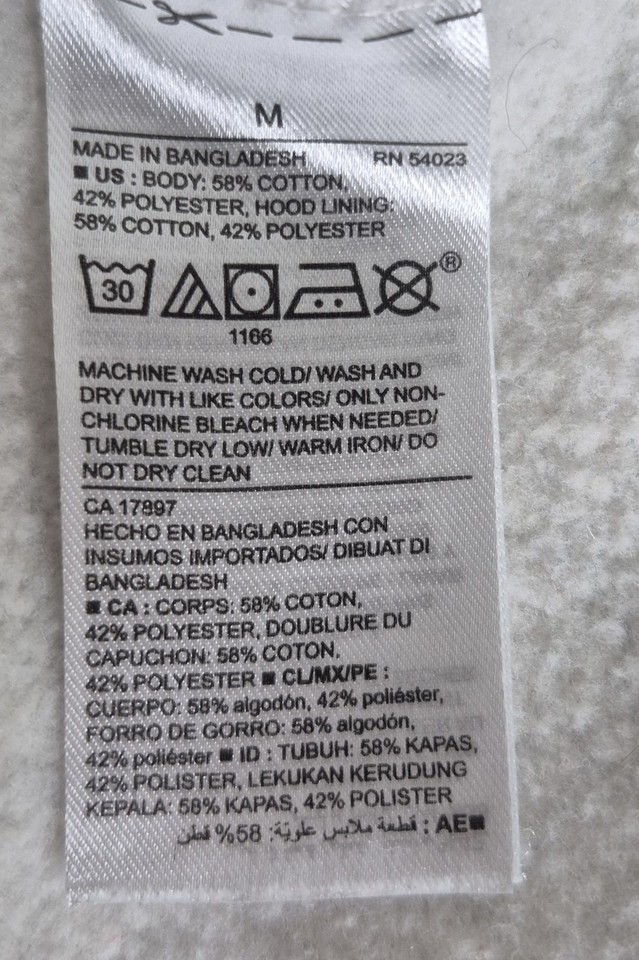 M
MADE IN BANGLADESH RN 54023
■ US : BODY: 58% COTTON,
42% POLYESTER, HOOD LINING:
58% COTTON, 42% POLYESTER
30 ®
1166
MACHINE WASH COLD/ WASH AND
DRY WITH LIKE COLORS/ ONLY NON-
CHLORINE BLEACH WHEN NEEDED/
TUMBLE DRY LOW/ WARM IRON/ DO
NOT DRY CLEAN
CA 17897
HECHO EN BANGLADESH CON
INSUMOS IMPORTADOS/ DIBUAT DI
BANGLADESH
■ CA : CORPS: 58% COTON,
42% POLYESTER, DOUBLURE DU
CAPUCHON: 58% COTON,
42% POLYESTER ■ CL/MX/PE :
CUERPO: 58% algodón, 42% poliéster,
FORRO DE GORRO: 58% algodón,
42% poliéster ■ ID : TUBUH: 58% KAPAS,
42% POLISTER, LEKUKAN KERUDUNG
KEPALA: 58% KAPAS, 42% POLISTER
■AE : قطعة ملابس علويّة: 58% قطن